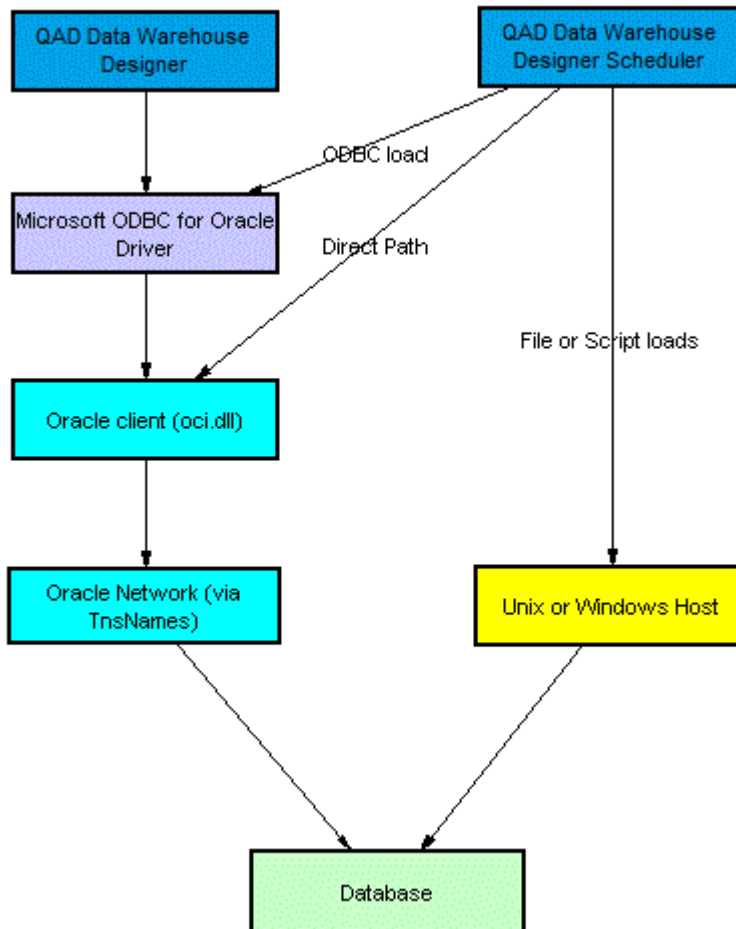 QAD Data Warehouse
Designer
QAD Data Warehouse
Designer Scheduler
ODBC load
Microsoft ODBC for Oracle
Driver
Direct Path
File or Script loads
Oracle client (oci.dll)
Oracle Network (via
TnsNames)
Unix or Windows Host
Database